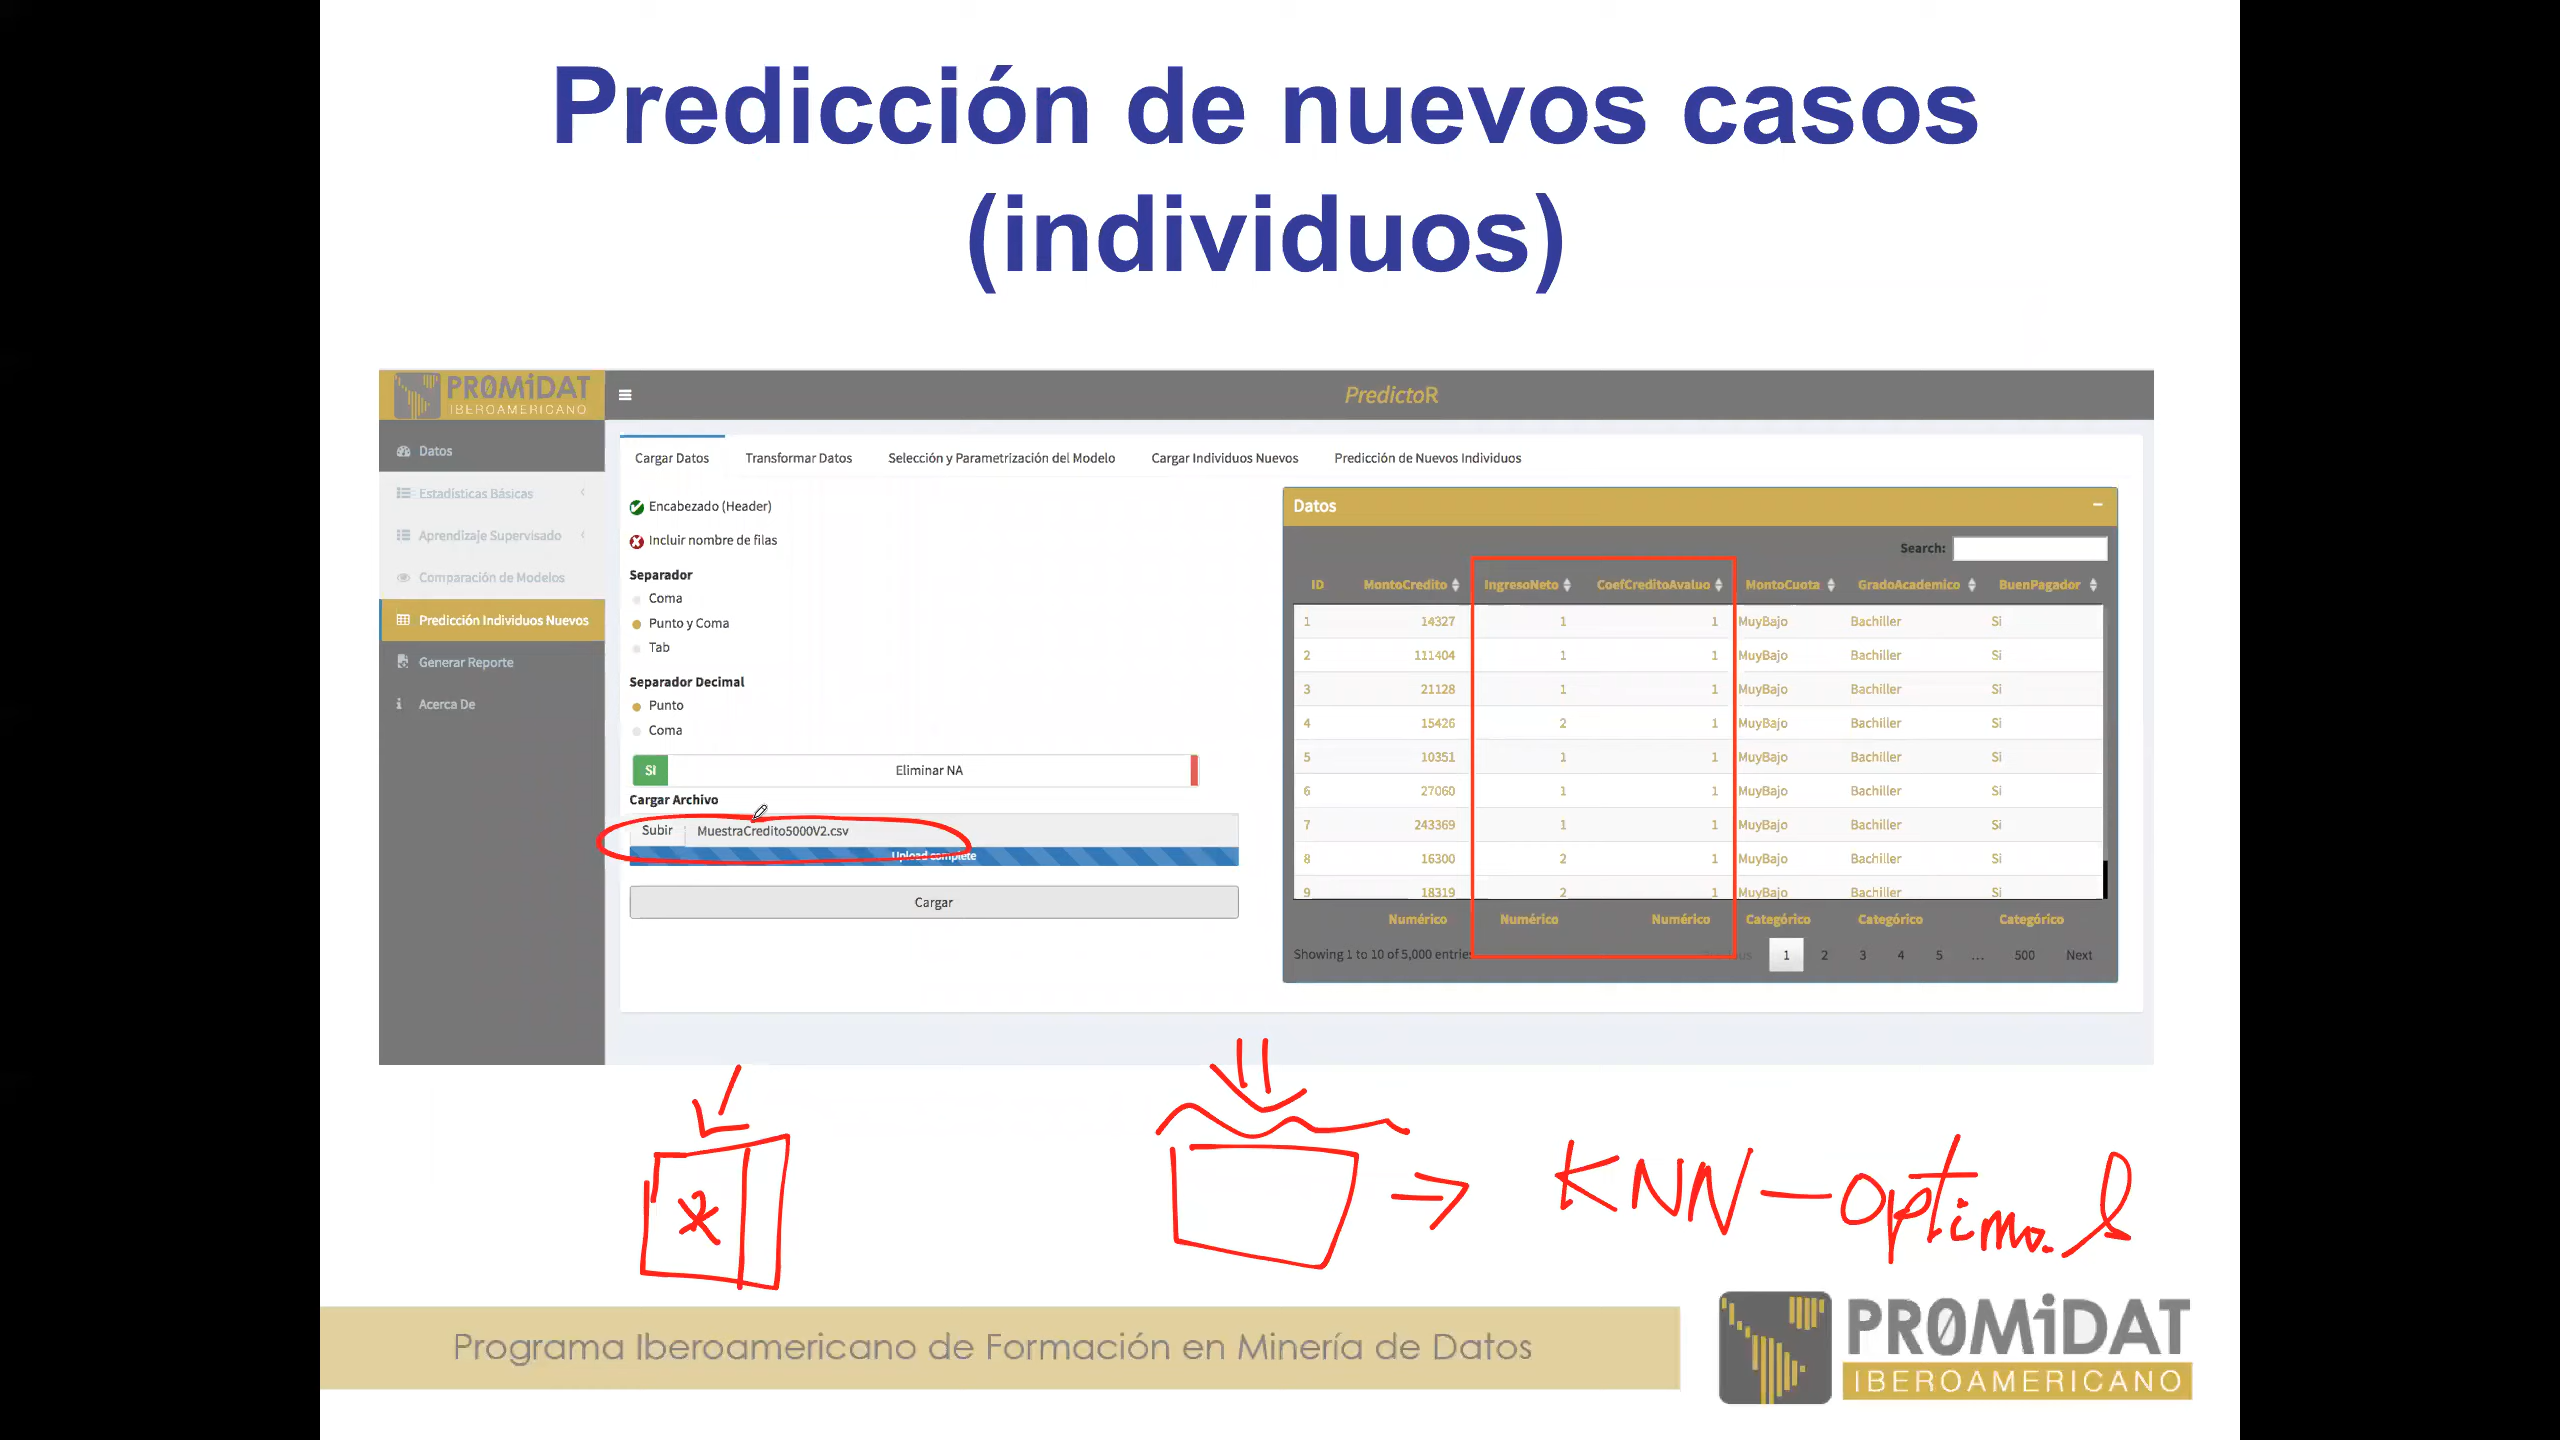 Predicción de nuevos casos
(individuos)
PR0MiDAT
IBEROAMERICANO
PredictoR
Datos
Estadísticas Básicas
Aprendizaje Supervisado
Comparación de Modelos
Predicción Individuos Nuevos
Generar Reporte
Acerca De
Cargar Datos Transformar Datos Selección y Parametrización del Modelo Cargar Individuos Nuevos Predicción de Nuevos Individuos
Encabezado (Header)
Incluir nombre de filas
Separador
Coma
Punto y Coma
Tab
Separador Decimal
Punto
Coma
SI Eliminar NA
Cargar Archivo
Subir MuestraCredito5000V2.csv
Upload complete
Cargar
Datos
Search:
ID MontoCredito IngresoNeto CoefCreditoAvaluo MontoCuota GradoAcademico BuenPagador
1 14327 1 1 MuyBajo Bachiller Si
2 111404 1 1 MuyBajo Bachiller Si
3 21128 1 1 MuyBajo Bachiller Si
4 15426 2 1 MuyBajo Bachiller Si
5 10351 1 1 MuyBajo Bachiller Si
6 27060 1 1 MuyBajo Bachiller Si
7 243369 1 1 MuyBajo Bachiller Si
8 16300 2 1 MuyBajo Bachiller Si
9 18319 2 1 MuyBajo Bachiller Si
Numérico Numérico Numérico Categórico Categórico Categórico
Showing 1 to 10 of 5,000 entries Previous 1 2 3 4 5 ... 500 Next
*
KNN-optimal
Programa Iberoamericano de Formación en Minería de Datos
PR0MiDAT
IBEROAMERICANO